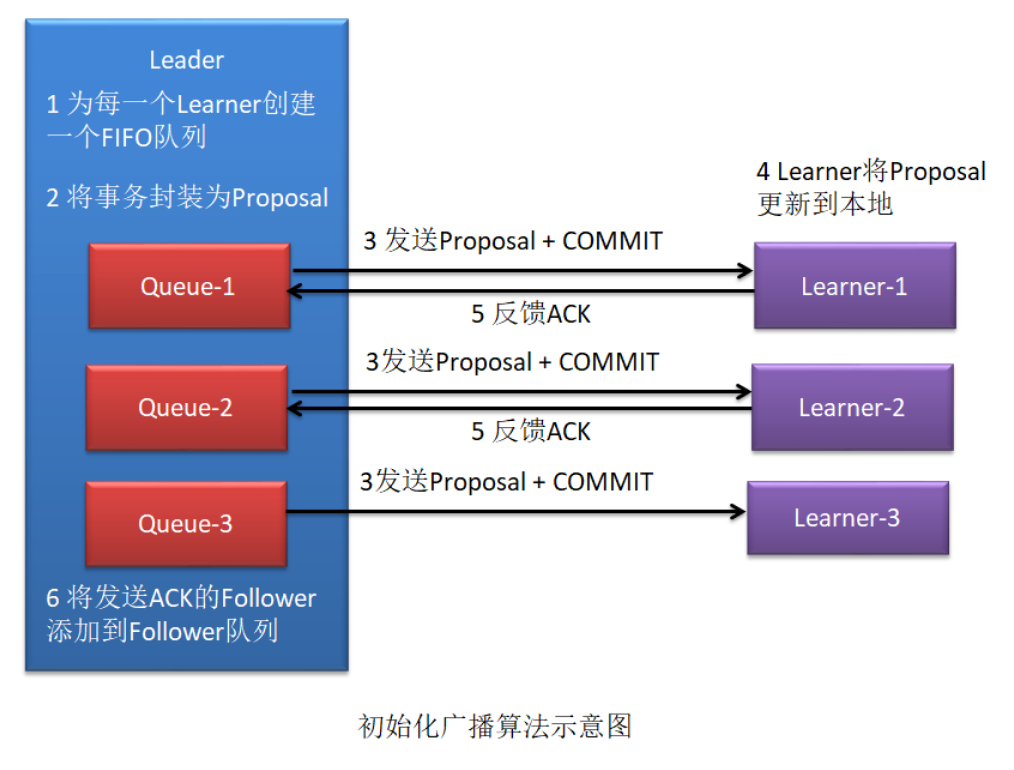 Leader
1 为每一个Learner创建
一个FIFO队列
2 将事务封装为Proposal
4 Learner将Proposal
更新到本地
3 发送Proposal + COMMIT
Queue-1
Learner-1
5 反馈ACK
3发送Proposal + COMMIT
Queue-2
Learner-2
5 反馈ACK
3发送Proposal + COMMIT
Queue-3
Learner-3
6 将发送ACK的Follower
添加到Follower队列
初始化广播算法示意图